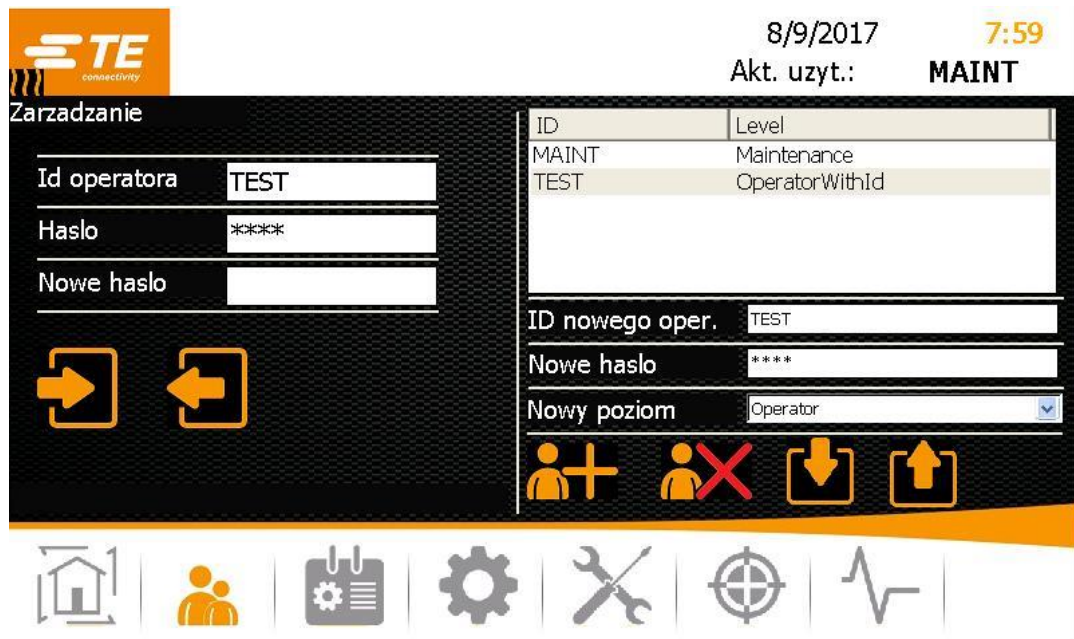 TE
connectivity
8/9/2017 7:59
Akt. uzyt.: MAINT
Zarzadzanie
Id operatora TEST
Haslo ****
Nowe haslo
ID Level
MAINT Maintenance
TEST OperatorWithId
ID nowego oper. TEST
Nowe haslo ****
Nowy poziom Operator